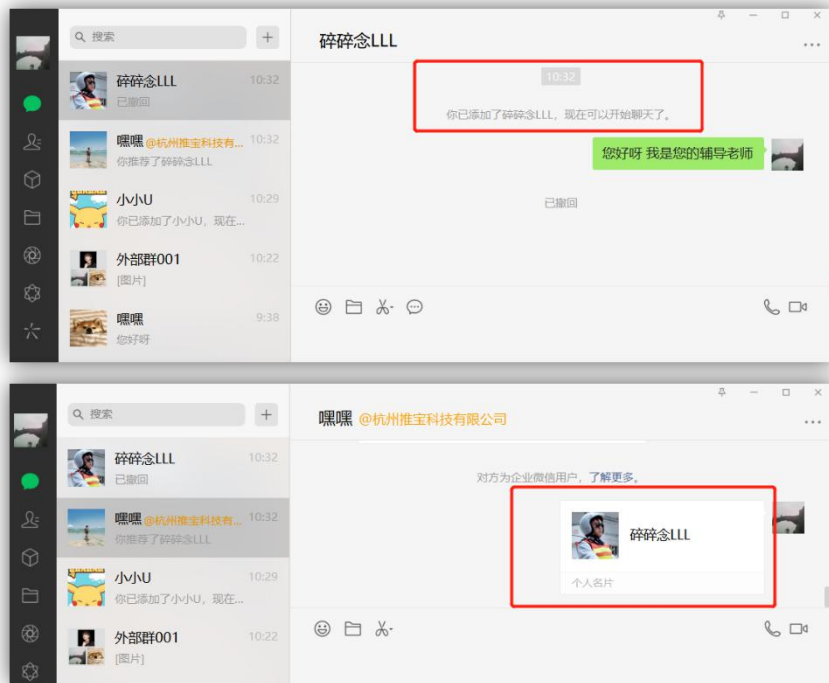 搜索
碎碎念LLL
10:32
已撤回
嘿嘿@杭州推宝科技有...
10:32
你推荐了碎碎念LLL
小小U
10:29
你已添加了小小U，现在...
外部群001
10:22
[图片]
嘿嘿
9:38
您好呀
碎碎念LLL
10:32
你已添加了碎碎念LLL，现在可以开始聊天了。
您好呀 我是您的辅导老师
已撤回
搜索
碎碎念LLL
10:32
已撤回
嘿嘿@杭州推宝科技有...
10:32
你推荐了碎碎念LLL
小小U
10:29
你已添加了小小U，现在...
外部群001
10:22
[图片]
嘿嘿 @杭州推宝科技有限公司
对方为企业微信用户，了解更多。
碎碎念LLL
个人名片